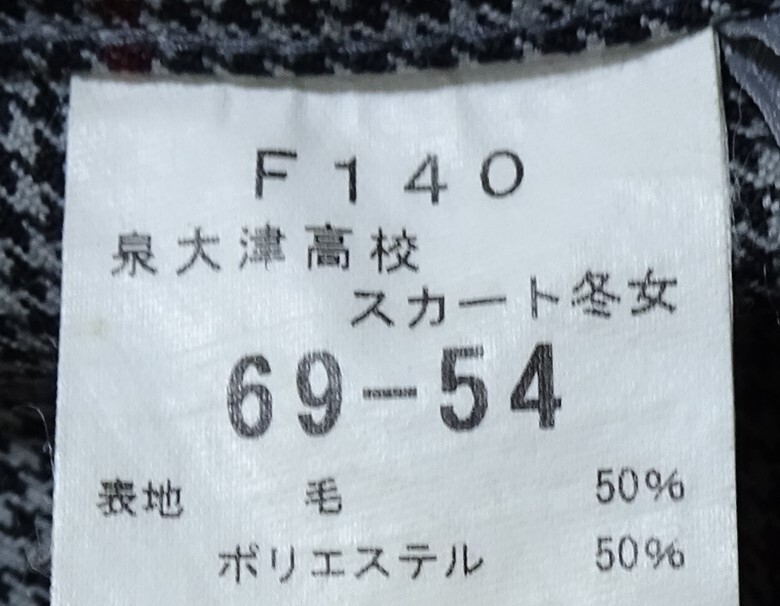 F140
泉大津高校
スカート冬女
69-54
表地 毛 50%
ポリエステル 50%